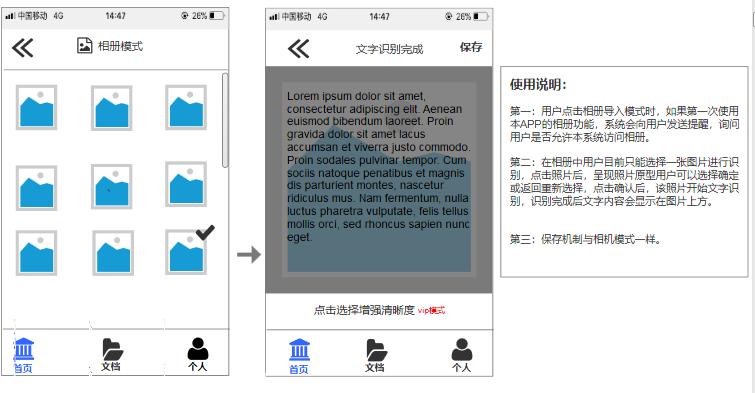 中国移动 4G 14:47 26%
相册模式
首页 文档 个人
中国移动 4G 14:47 26%
文字识别完成 保存
Lorem ipsum dolor sit amet,
consectetur adipiscing elit. Aenean
euismod bibendum laoreet. Proin
gravida dolor sit amet lacus
accumsan et viverra justo commodo.
Proin sodales pulvinar tempor. Cum
sociis natoque penatibus et magnis
dis parturient montes, nascetur
ridiculus mus. Nam fermentum, nulla
luctus pharetra vulputate, felis tellus
mollis orci, sed rhoncus sapien nunc
eget.
点击选择增强清晰度 vip模式
首页 文档 个人
使用说明：
第一：用户点击相册导入模式时，如果第一次使用
本APP的相册功能，系统会向用户发送提醒，询问
用户是否允许本系统访问相册。
第二：在相册中用户目前只能选择一张图片进行识
别，点击照片后，呈现照片原型用户可以选择确定
或返回重新选择，点击确认后，该照片开始文字识
别，识别完成后文字内容会显示在图片上方。
第三：保存机制与相机模式一样。